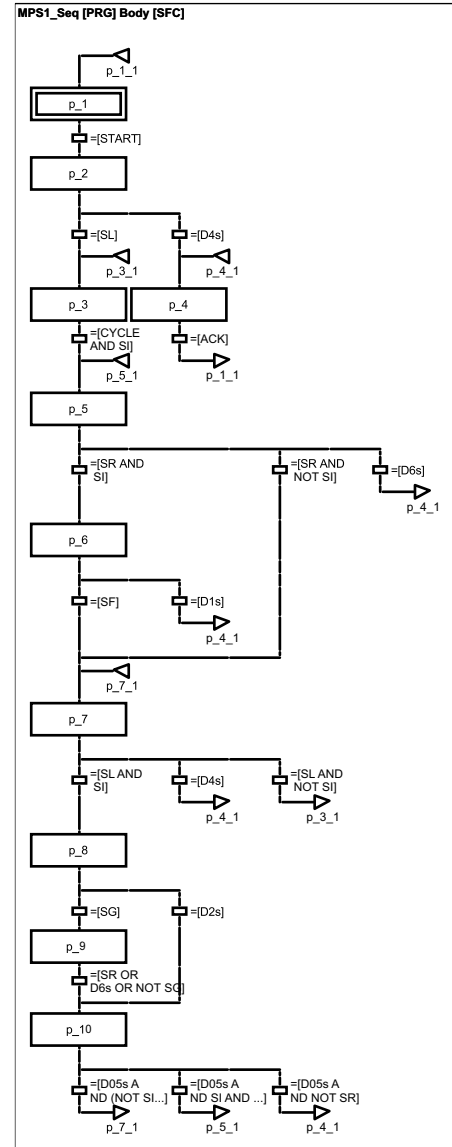 MPS1_Seq [PRG] Body [SFC]
p_1_1
p_1
=[START]
p_2
=[SL]
=[D4s]
p_3_1
p_4_1
p_3
p_4
=[CYCLE
AND SI]
=[ACK]
p_5_1
p_1_1
p_5
=[SR AND
SI]
=[SR AND
NOT SI]
=[D6s]
p_4_1
p_6
=[SF]
=[D1s]
p_4_1
p_7_1
p_7
=[SL AND
SI]
=[D4s]
=[SL AND
NOT SI]
p_4_1
p_3_1
p_8
=[SG]
=[D2s]
p_9
=[SR OR
D6s OR NOT SG]
p_10
=[D05s A
ND (NOT SI...]
=[D05s A
ND SI AND ...]
=[D05s A
ND NOT SR]
p_7_1
p_5_1
p_4_1